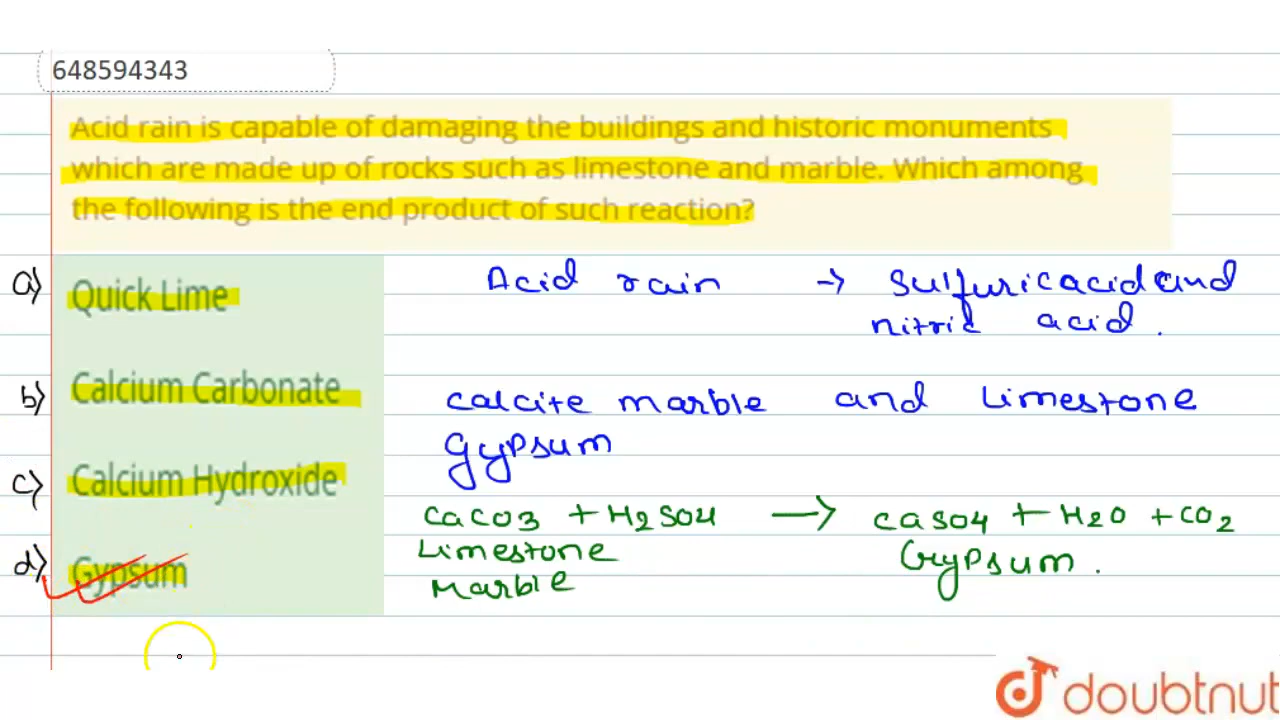 648594343
Acid rain is capable of damaging the buildings and historic monuments
which are made up of rocks such as limestone and marble. Which among
the following is the end product of such reaction?
a) Quick Lime
Acid rain → Sulfuric acid and
nitric acid.
b) Calcium Carbonate
calcite marble and Limestone
Gypsum
c) Calcium Hydroxide
CaCO3 + H2SO4 → CaSO4 + H2O + CO2
Limestone Gypsum.
Marble
d) Gypsum
doubtnut